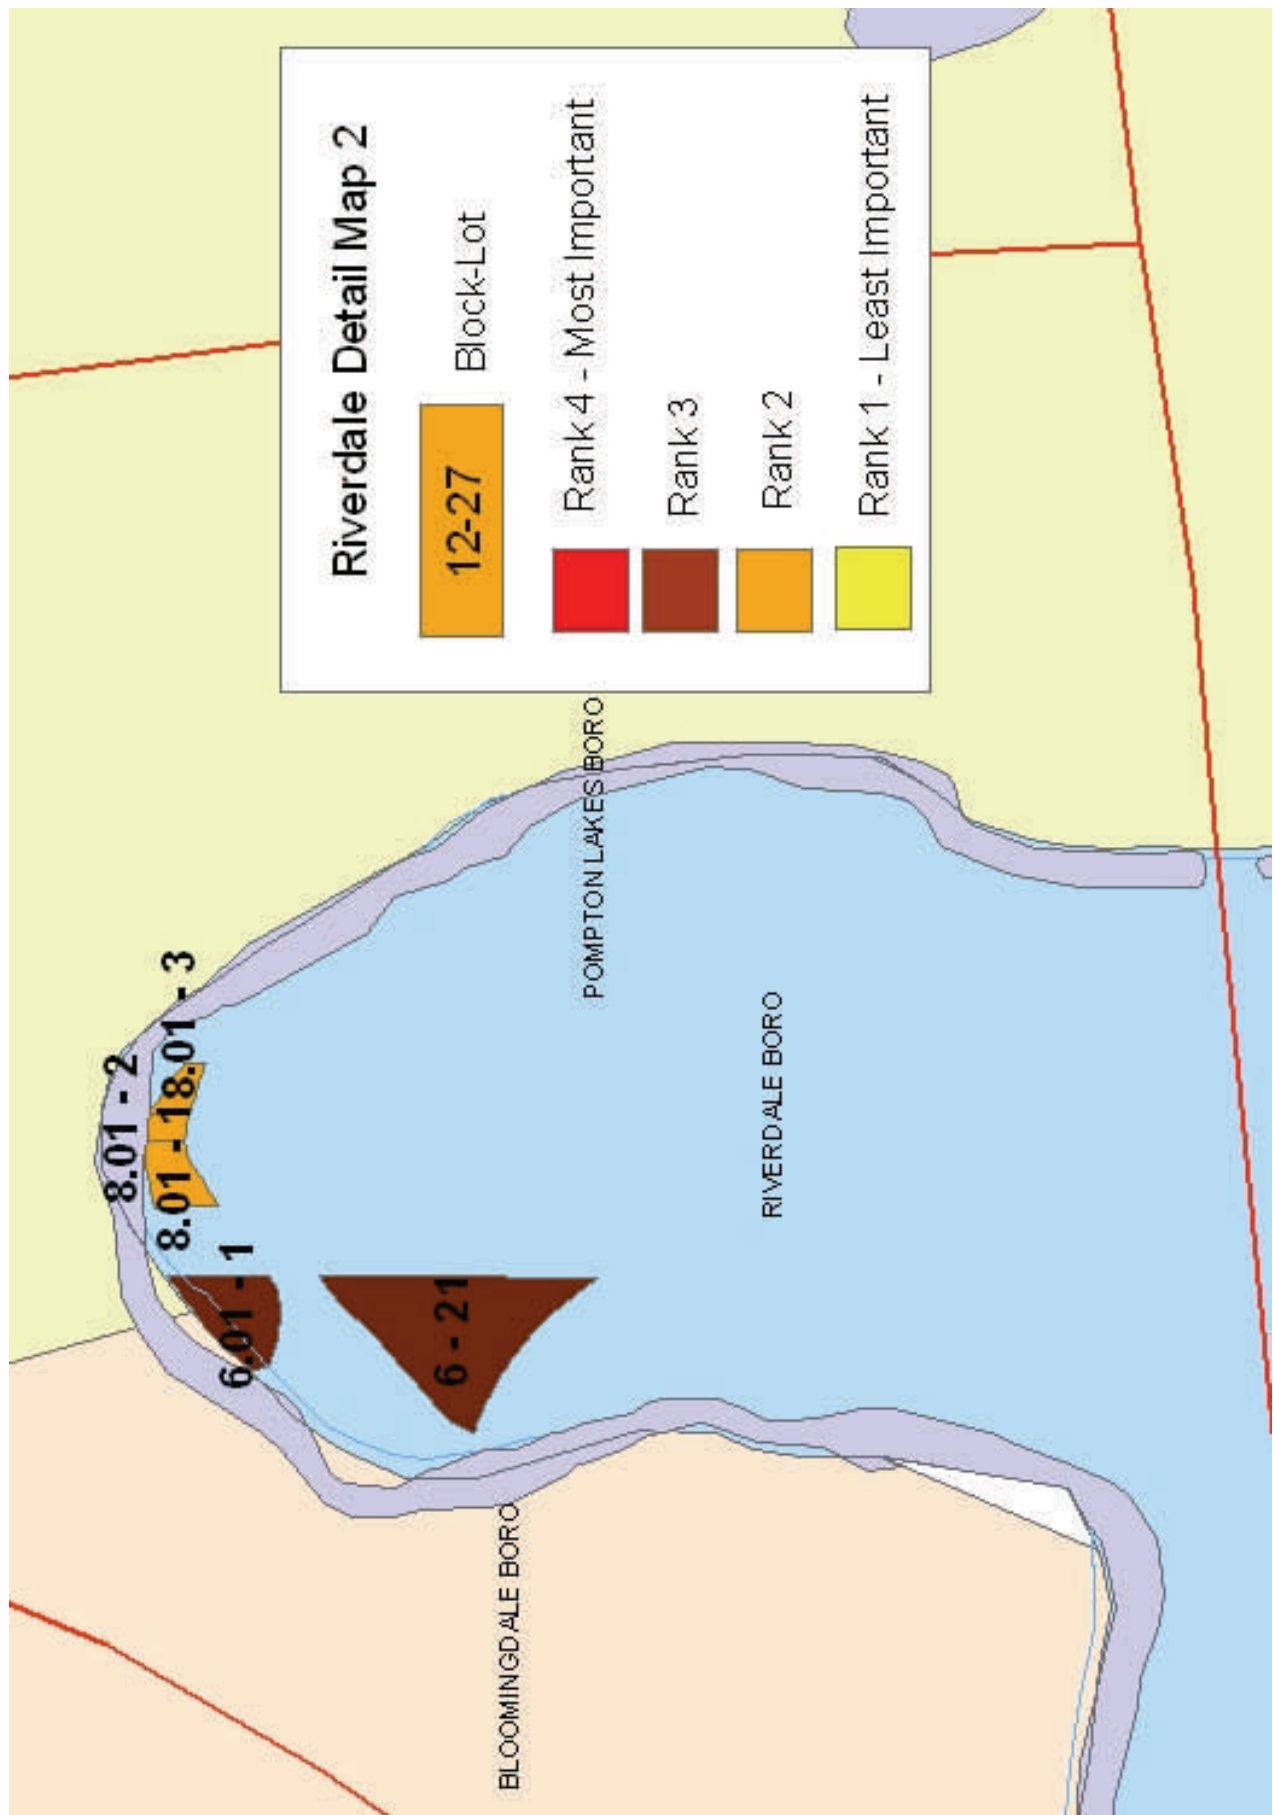 Riverdale Detail Map 2
12-27
Block-Lot
Rank 4 - Most Important
Rank 3
Rank 2
Rank 1 - Least Important
8.01 - 2
8.01 - 1
8.01 - 3
6.01 - 1
6 - 21
POMPTON LAKES BORO
BLOOMINGDALE BORO
RIVERDALE BORO